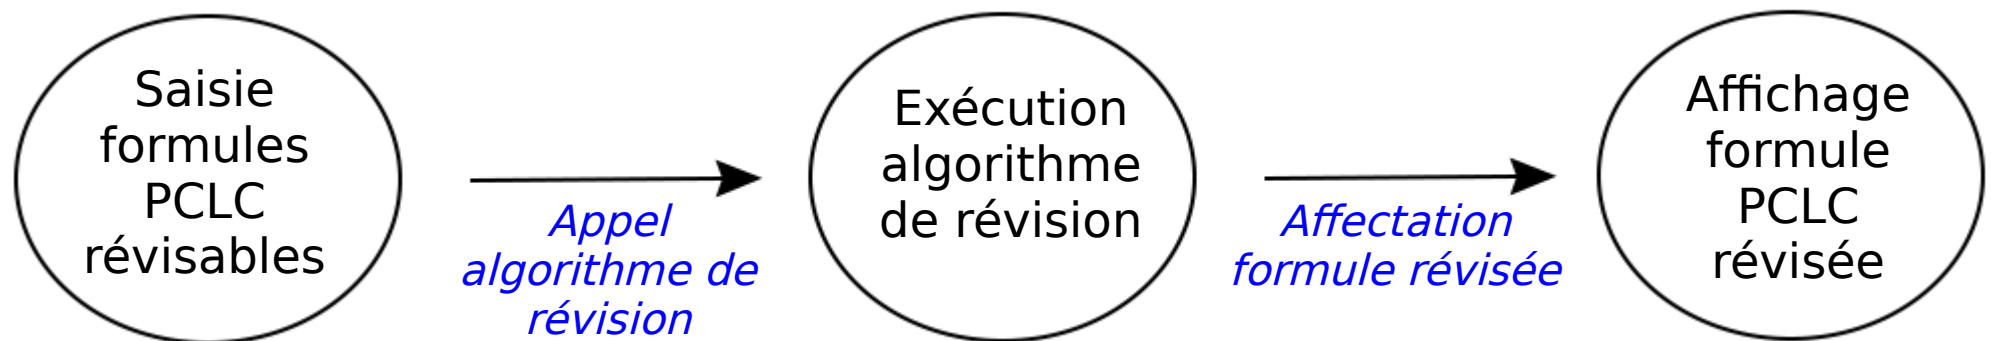 Saisie
formules
PCLC
révisables
Appel
algorithme de
révision
Exécution
algorithme
de révision
Affectation
formule révisée
Affichage
formule
PCLC
révisée